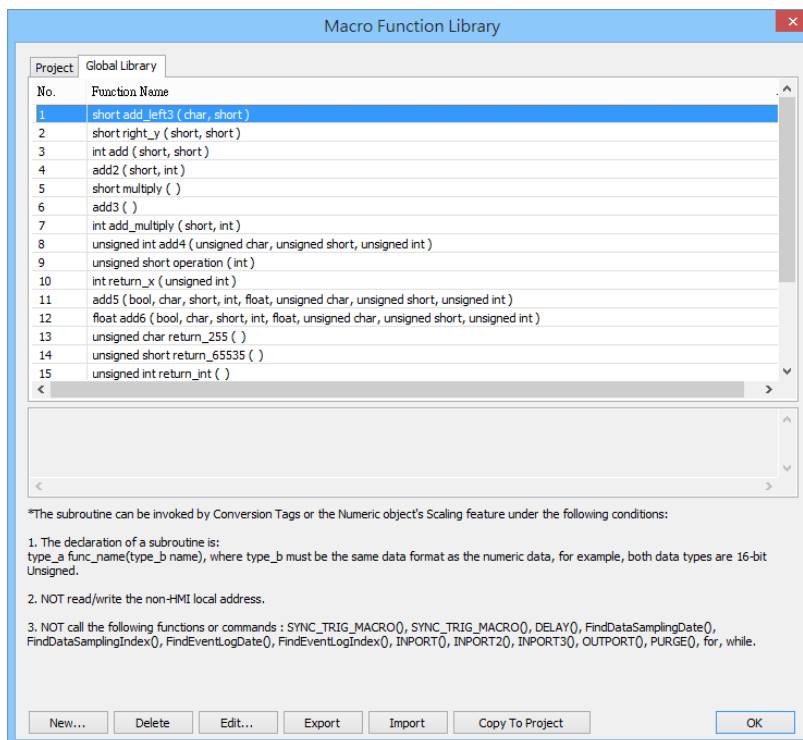 Macro Function Library
Project Global Library
No. Function Name
1 short add_left3 ( char, short )
2 short right_y ( short, short )
3 int add ( short, short )
4 add2 ( short, int )
5 short multiply ( )
6 add3 ( )
7 int add_multiply ( short, int )
8 unsigned int add4 ( unsigned char, unsigned short, unsigned int )
9 unsigned short operation ( int )
10 int return_x ( unsigned int )
11 add5 ( bool, char, short, int, float, unsigned char, unsigned short, unsigned int )
12 float add6 ( bool, char, short, int, float, unsigned char, unsigned short, unsigned int )
13 unsigned char return_255 ( )
14 unsigned short return_65535 ( )
15 unsigned int return_int ( )
*The subroutine can be invoked by Conversion Tags or the Numeric object's Scaling feature under the following conditions:
1. The declaration of a subroutine is:
type_a func_name(type_b name), where type_b must be the same data format as the numeric data, for example, both data types are 16-bit
Unsigned.
2. NOT read/write the non-HMI local address.
3. NOT call the following functions or commands : SYNC_TRIG_MACRO(), SYNC_TRIG_MACRO(), DELAY(), FindDataSamplingDate(),
FindDataSamplingIndex(), FindEventLogDate(), FindEventLogIndex(), INPORT(), INPORT2(), INPORT3(), OUTPORT(), PURGE(), for, while.
New... Delete Edit... Export Import Copy To Project OK